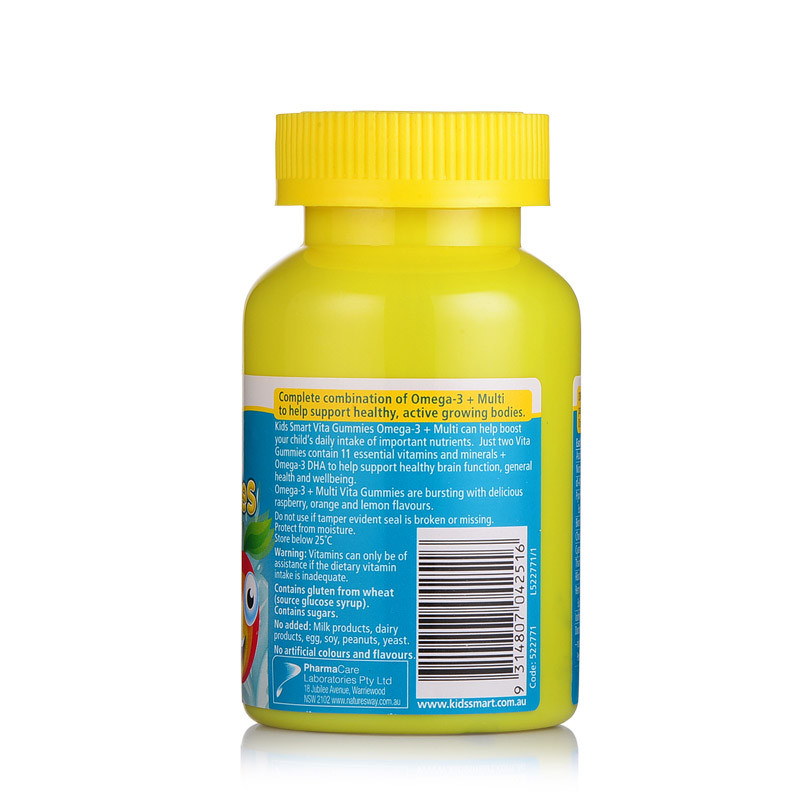 Complete combination of Omega-3 + Multi
to help support healthy, active growing bodies.
Kids Smart Vita Gummies Omega-3 + Multi can help boost
your child's daily intake of important nutrients. Just two Vita
Gummies contain 11 essential vitamins and minerals +
Omega-3 DHA to help support healthy brain function, general
health and wellbeing.
Omega-3 + Multi Vita Gummies are bursting with delicious
raspberry, orange and lemon flavours.
Do not use if tamper evident seal is broken or missing.
Protect from moisture.
Store below 25°C
Warning: Vitamins can only be of
assistance if the dietary vitamin
intake is inadequate.
Contains gluten from wheat
(source glucose syrup).
Contains sugars.
No added: Milk products, dairy
products, egg, soy, peanuts, yeast.
No artificial colours and flavours.
PharmaCare
Laboratories Pty Ltd
18 Jubilee Avenue, Warriewood
NSW 2102 www.naturesway.com.au
9 314807 042516
Code: 522771 L522771/1
www.kidssmart.com.au